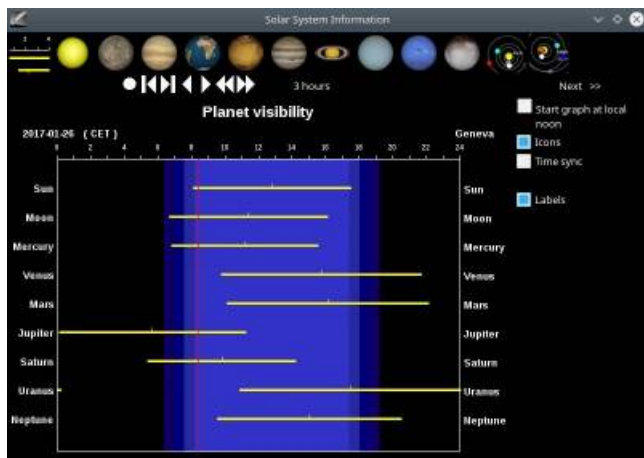 Solar System Information
3 hours
Next >>
Planet visibility
Start graph at local
noon
2017-01-26 ( CET )
Geneva
Icons
0 2 4 6 8 10 12 14 16 18 20 22 24
Time sync
Sun Sun
Labels
Moon Moon
Mercury Mercury
Venus Venus
Mars Mars
Jupiter Jupiter
Saturn Saturn
Uranus Uranus
Neptune Neptune